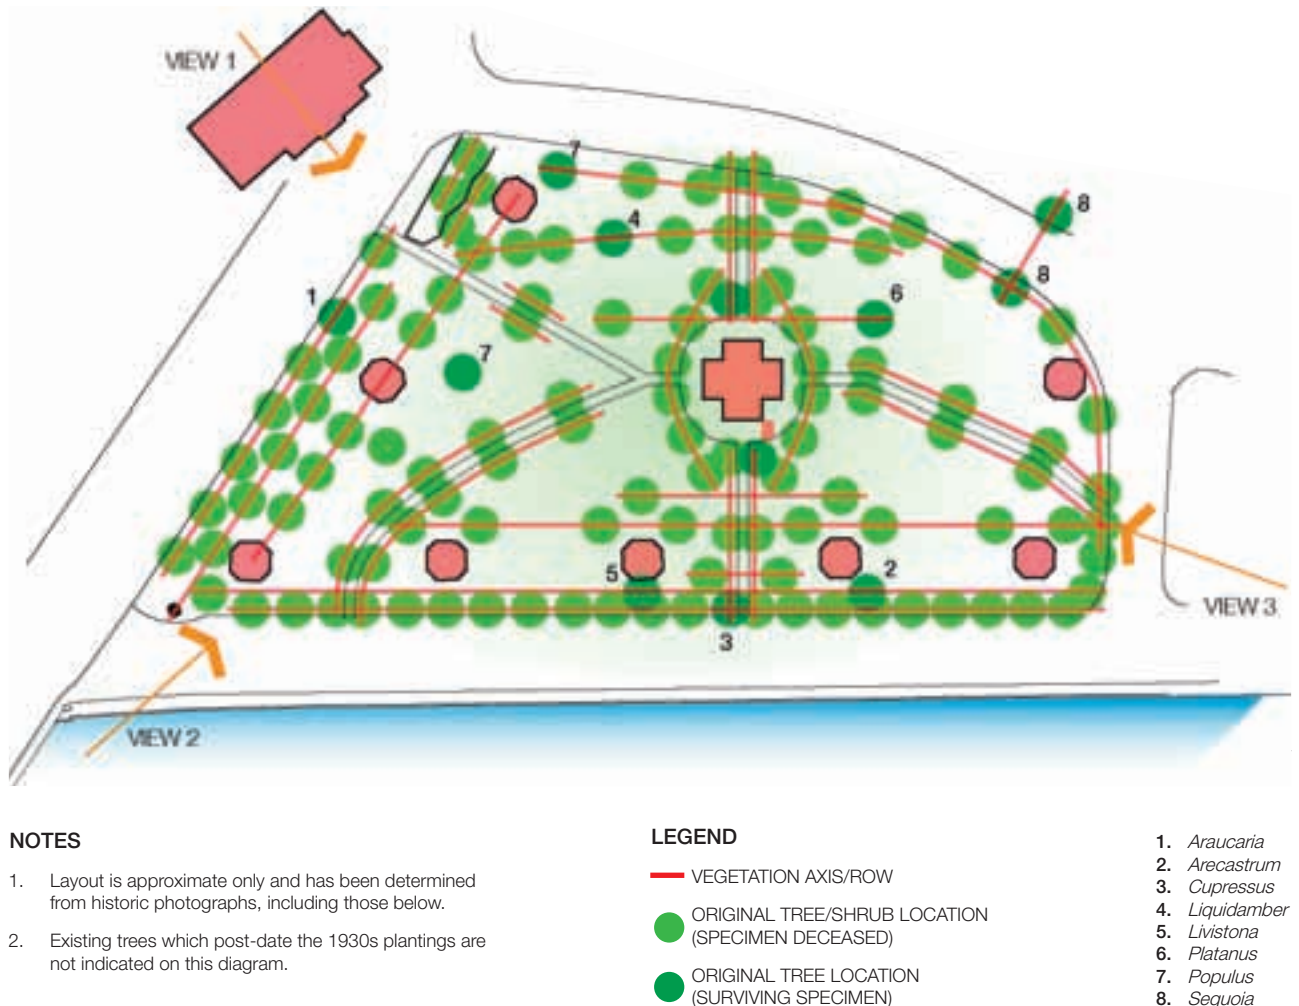 VIEW 1
7
4
8
8
1
6
7
5
2
3
VIEW 3
VIEW 2
NOTES
1. Layout is approximate only and has been determined
from historic photographs, including those below.
2. Existing trees which post-date the 1930s plantings are
not indicated on this diagram.
LEGEND
VEGETATION AXIS/ROW
ORIGINAL TREE/SHRUB LOCATION
(SPECIMEN DECEASED)
ORIGINAL TREE LOCATION
(SURVIVING SPECIMEN)
1. Araucaria
2. Arecastrum
3. Cupressus
4. Liquidamber
5. Livistona
6. Platanus
7. Populus
8. Sequoia